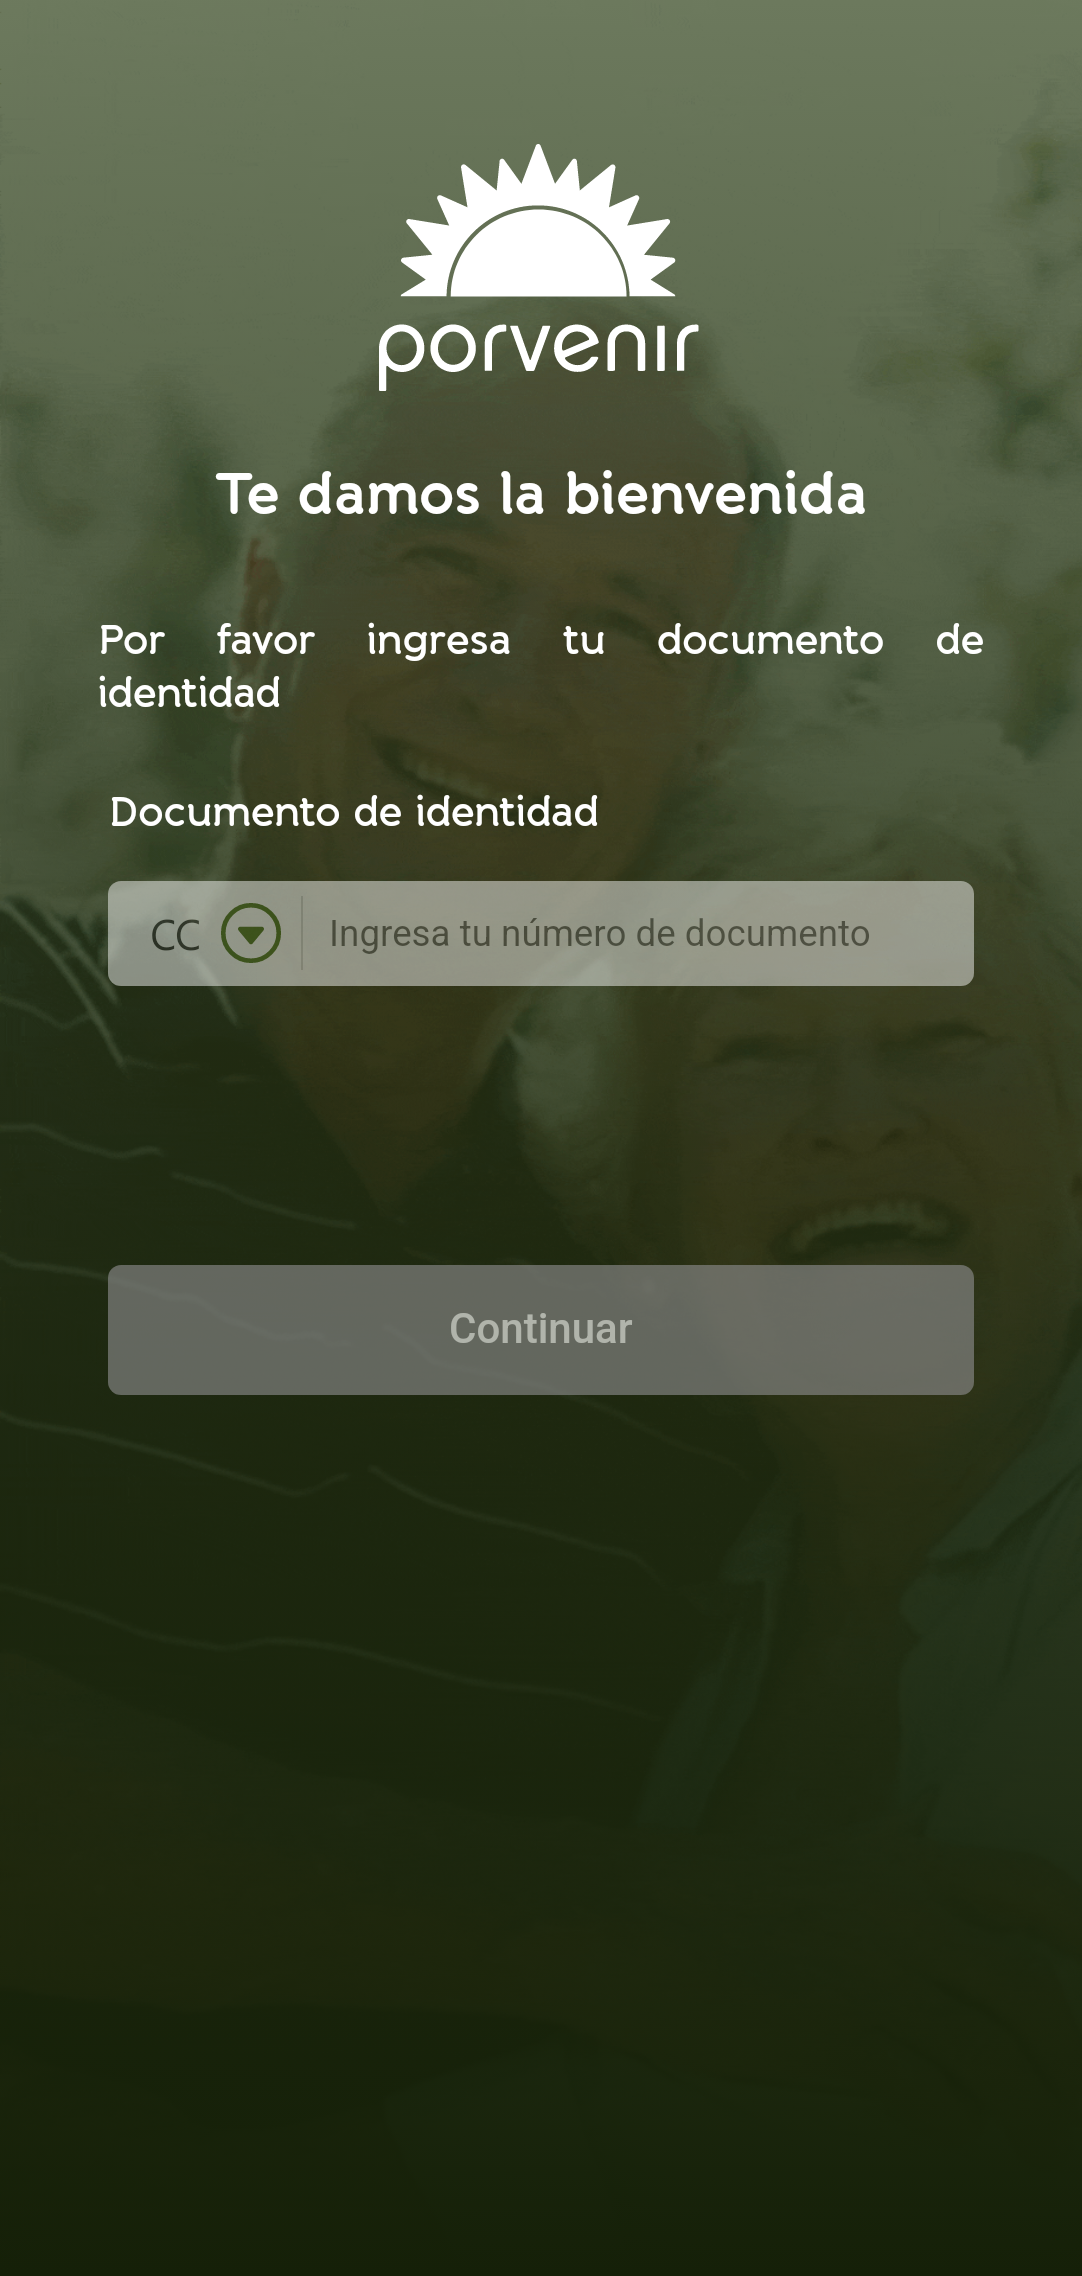 porvenir
Te damos la bienvenida
Por favor ingresa tu documento de
identidad
Documento de identidad
CC Ingresa tu número de documento
Continuar